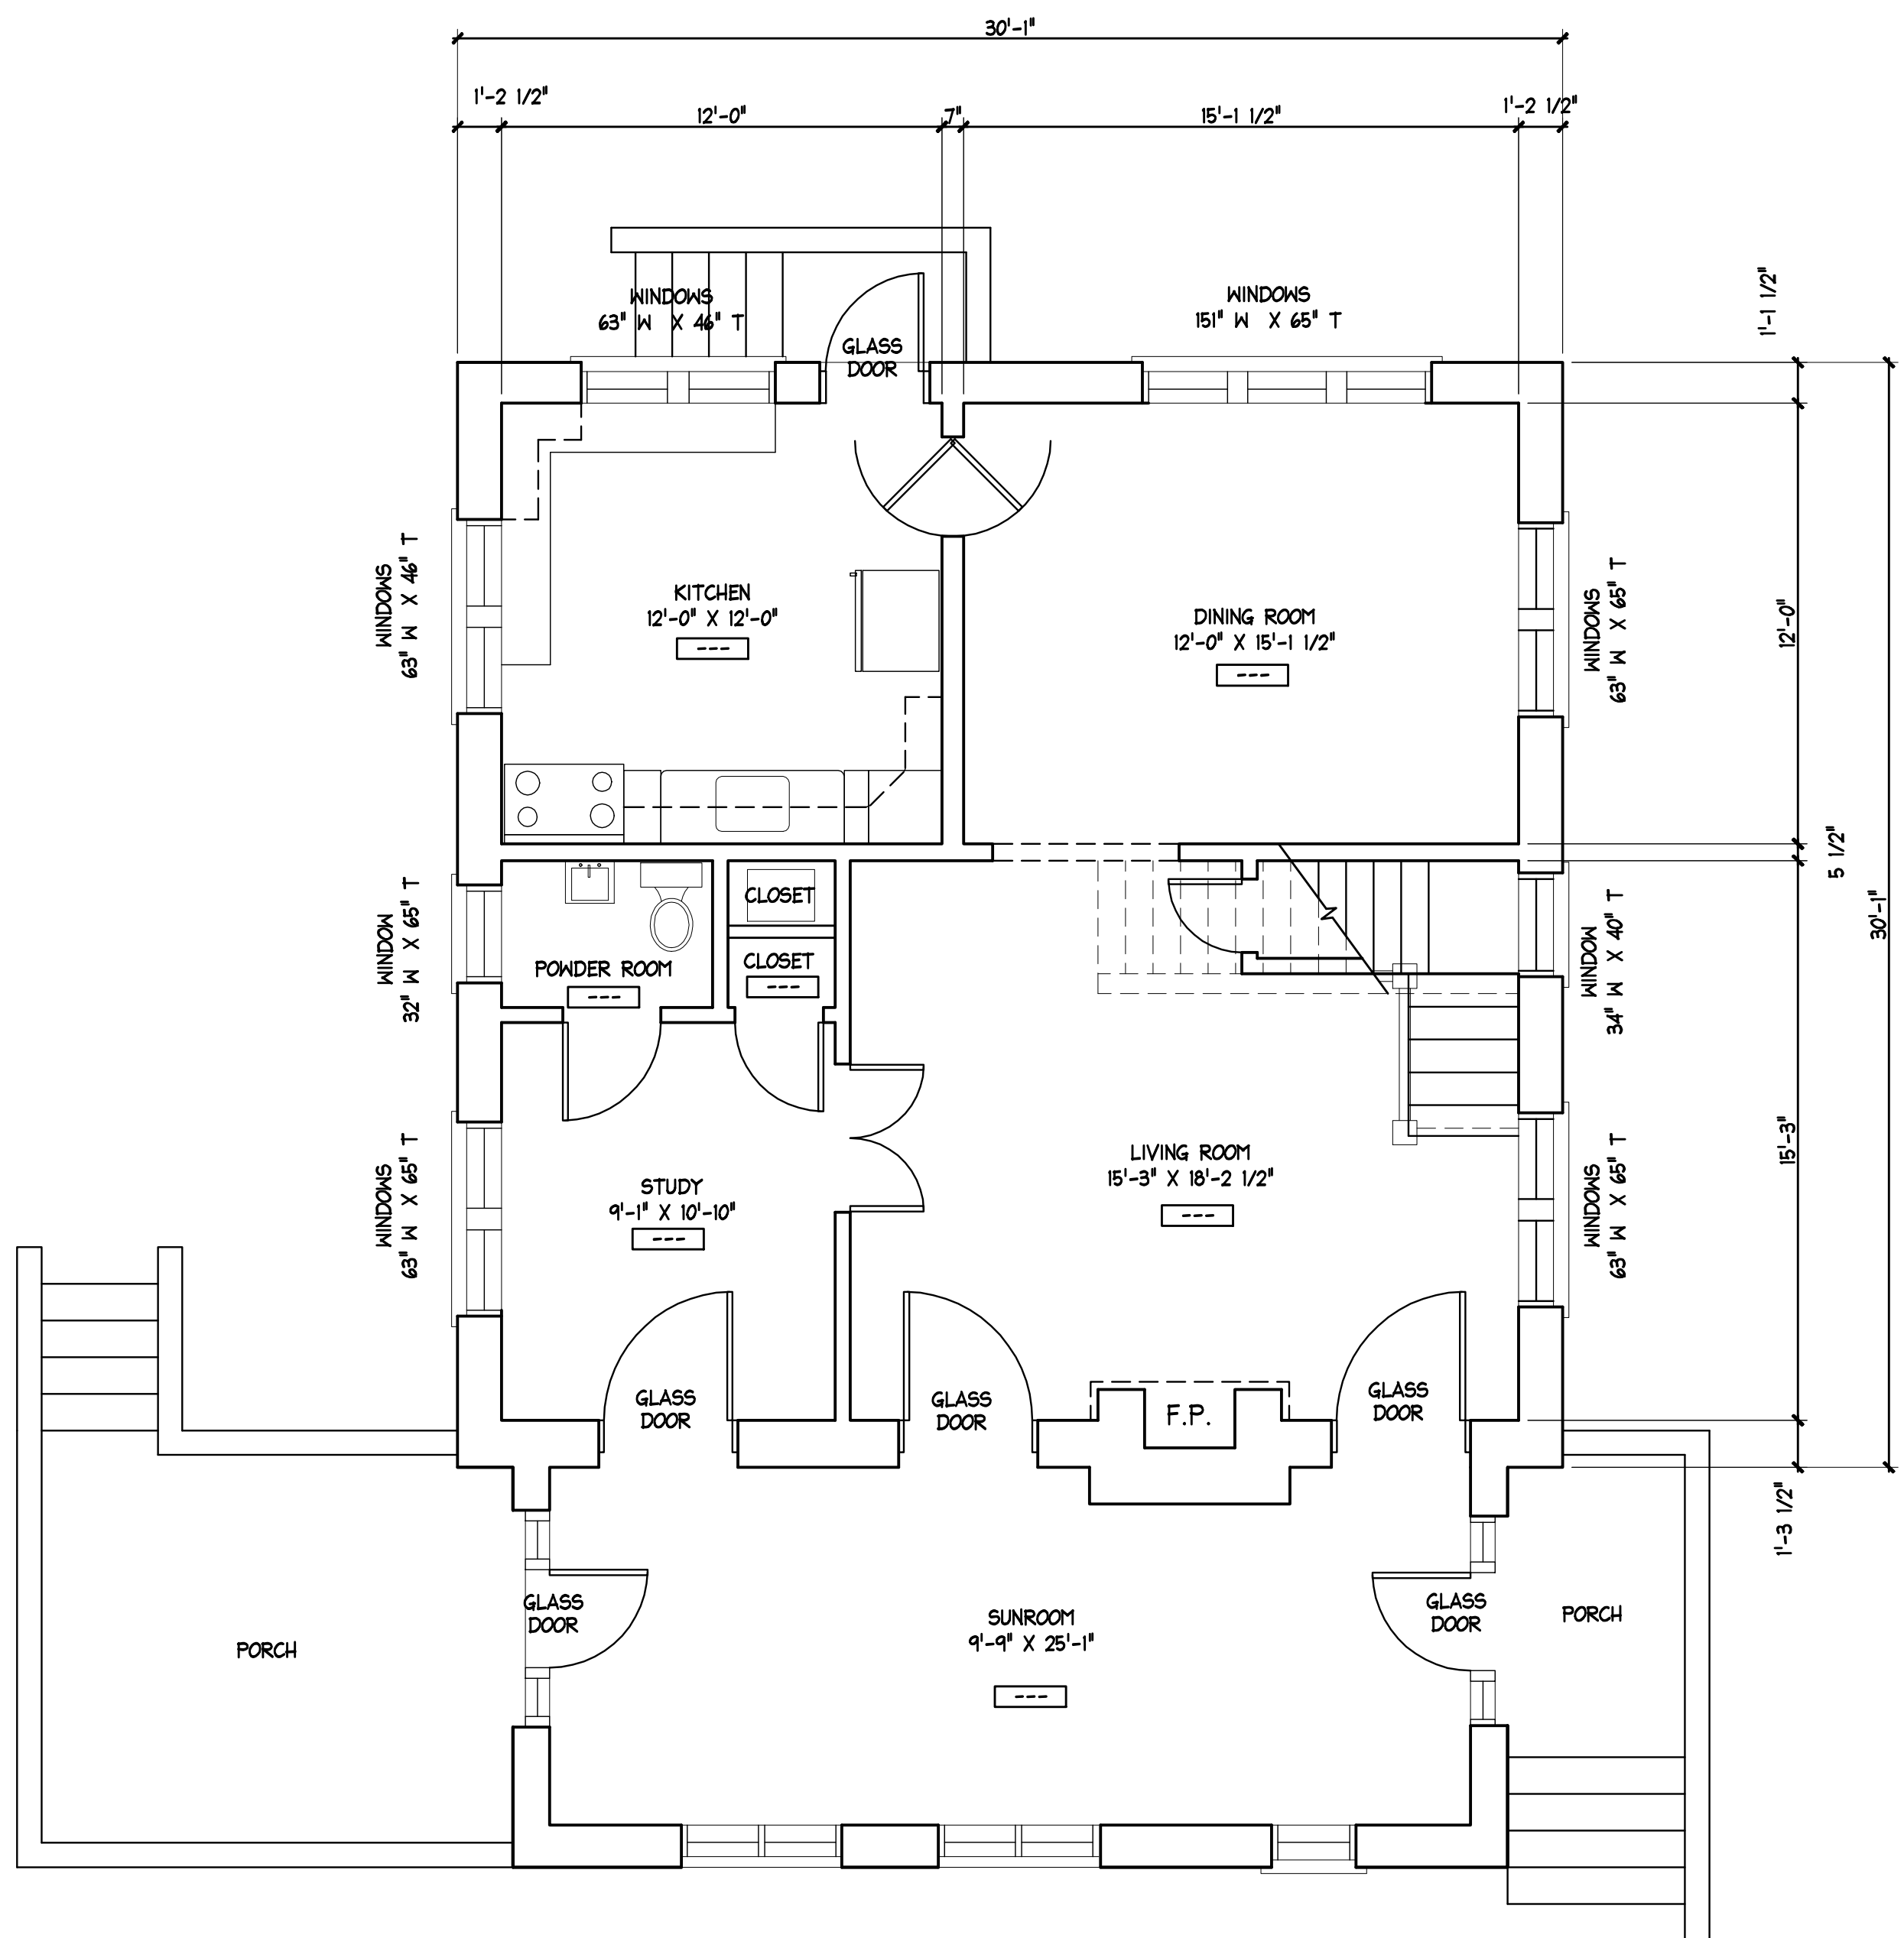 30'-1"
1'-2 1/2"
12'-0"
7"
15'-1 1/2"
1'-2 1/2"
WINDOWS
63" W X 46" T
GLASS
DOOR
WINDOWS
151" W X 65" T
1'-1 1/2"
WINDOWS
63" W X 46" T
KITCHEN
12'-0" X 12'-0"
---
DINING ROOM
12'-0" X 15'-1 1/2"
---
WINDOWS
63" W X 65" T
12'-0"
5 1/2"
30'-1"
WINDOW
32" W X 65" T
POWDER ROOM
---
CLOSET
CLOSET
---
WINDOW
34" W X 40" T
WINDOWS
63" W X 65" T
STUDY
9'-1" X 10'-10"
---
LIVING ROOM
15'-3" X 18'-2 1/2"
---
WINDOWS
63" W X 65" T
15'-3"
GLASS
DOOR
GLASS
DOOR
F.P.
GLASS
DOOR
1'-3 1/2"
PORCH
GLASS
DOOR
SUNROOM
9'-9" X 25'-1"
---
GLASS
DOOR
PORCH